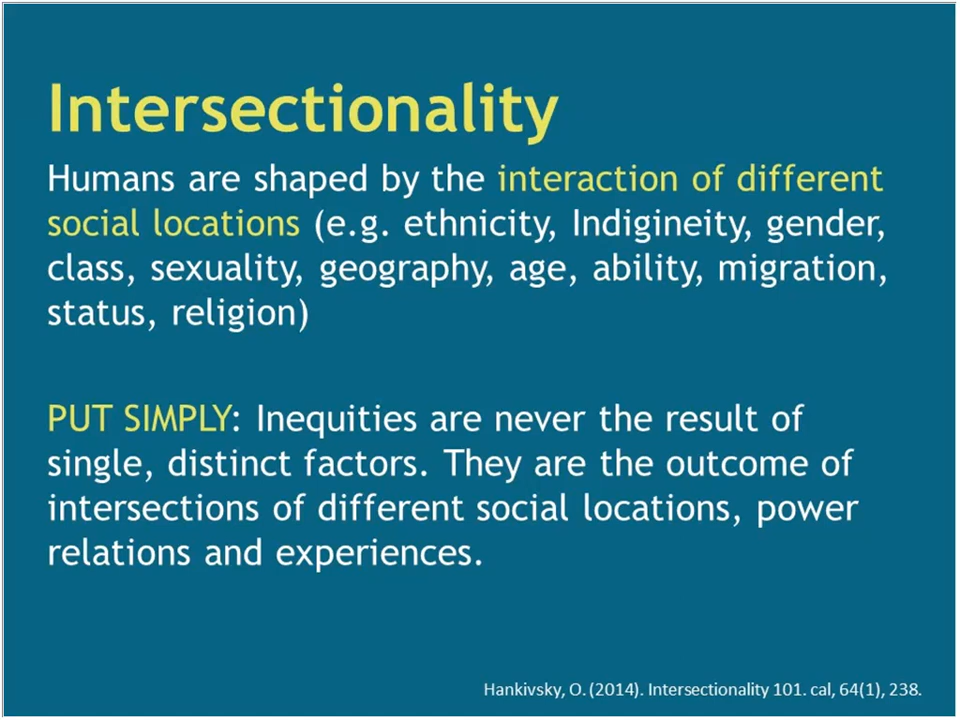 Intersectionality
Humans are shaped by the interaction of different
social locations (e.g. ethnicity, Indigineity, gender,
class, sexuality, geography, age, ability, migration,
status, religion)
PUT SIMPLY: Inequities are never the result of
single, distinct factors. They are the outcome of
intersections of different social locations, power
relations and experiences.
Hankivsky, O. (2014). Intersectionality 101. cal, 64(1), 238.